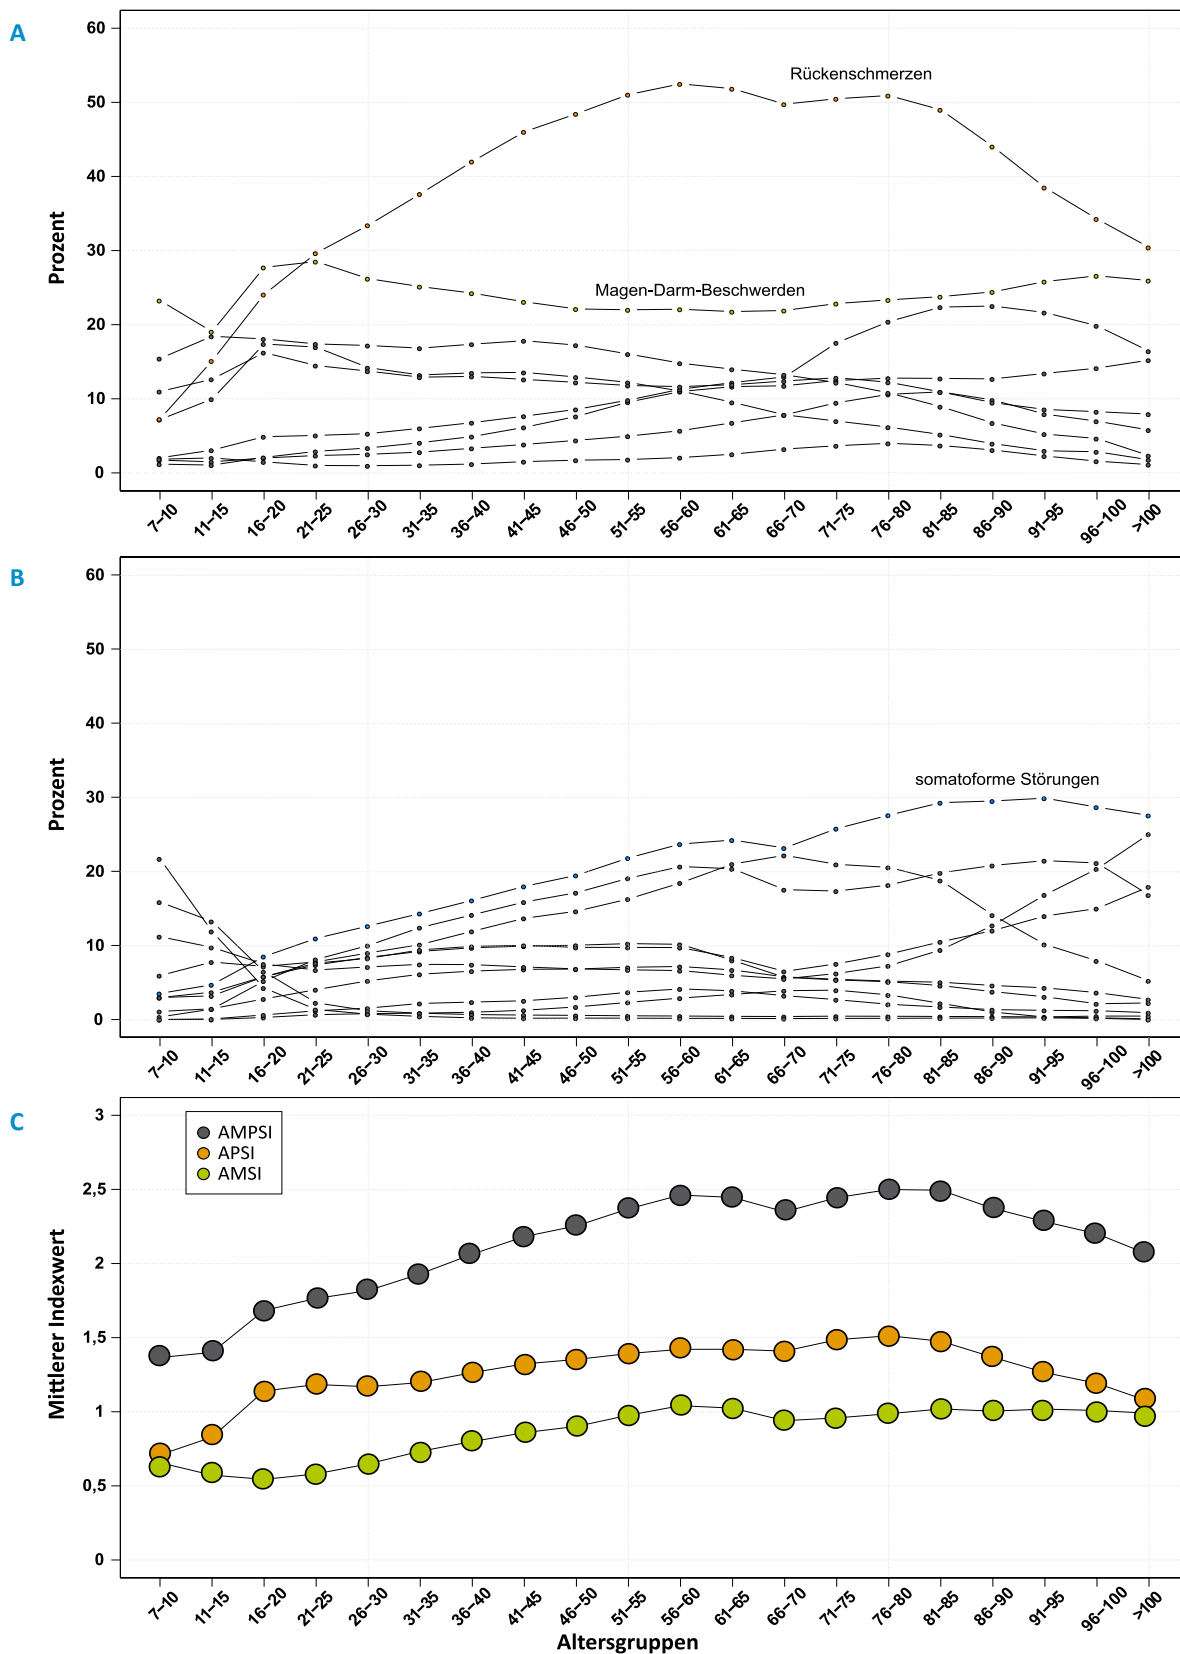 A
60
50
40
30
20
10
0
Prozent
Rückenschmerzen
Magen-Darm-Beschwerden
7–10 11–15 16–20 21–25 26–30 31–35 36–40 41–45 46–50 51–55 56–60 61–65 66–70 71–75 76–80 81–85 86–90 91–95 96–100 >100
B
60
50
40
30
20
10
0
Prozent
somatoforme Störungen
7–10 11–15 16–20 21–25 26–30 31–35 36–40 41–45 46–50 51–55 56–60 61–65 66–70 71–75 76–80 81–85 86–90 91–95 96–100 >100
C
3
2,5
2
1,5
1
0,5
0
Mittlerer Indexwert
AMPSI
APSI
AMSI
7–10 11–15 16–20 21–25 26–30 31–35 36–40 41–45 46–50 51–55 56–60 61–65 66–70 71–75 76–80 81–85 86–90 91–95 96–100 >100
Altersgruppen